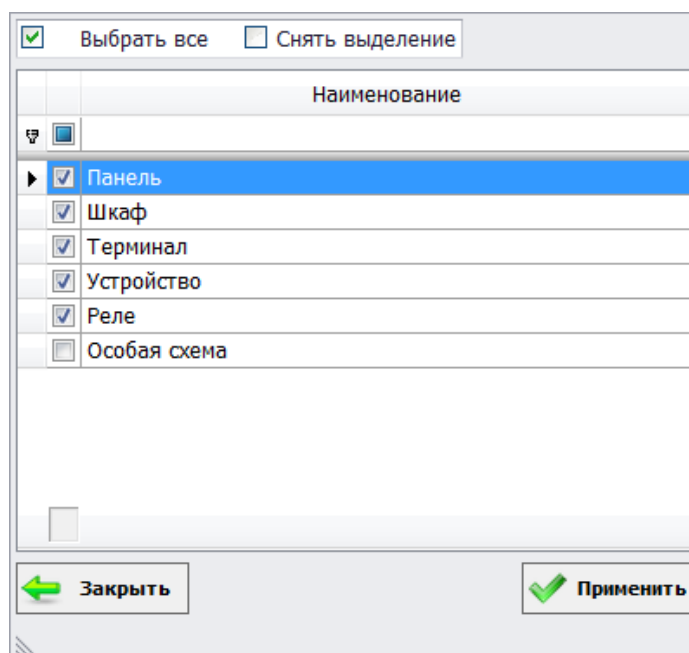 Выбрать все Снять выделение
Наименование
Панель
Шкаф
Терминал
Устройство
Реле
Особая схема
Закрыть Применить